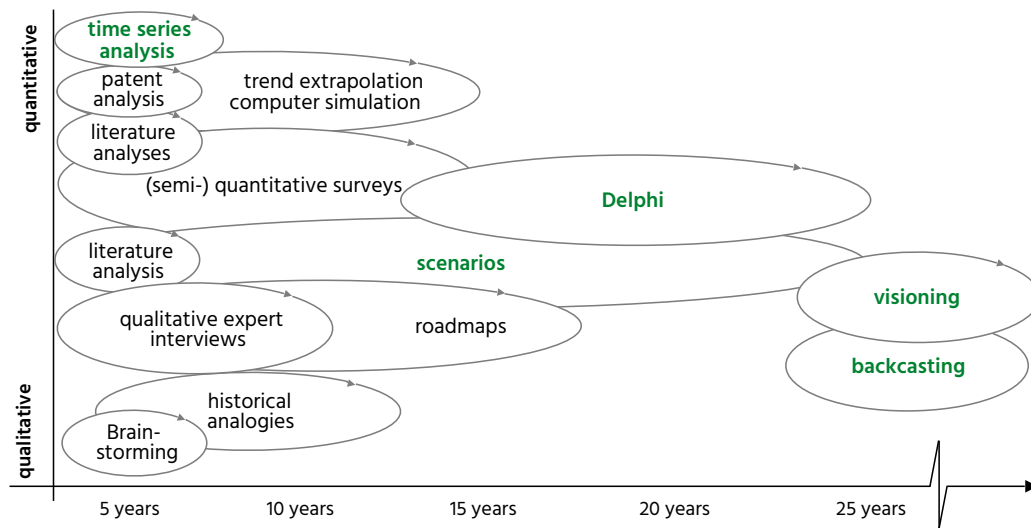 quantitative
time series
analysis
patent
analysis
trend extrapolation
computer simulation
literature
analyses
(semi-) quantitative surveys
Delphi
literature
analysis
scenarios
visioning
qualitative expert
interviews
roadmaps
backcasting
qualitative
historical
analogies
Brain-
storming
5 years
10 years
15 years
20 years
25 years